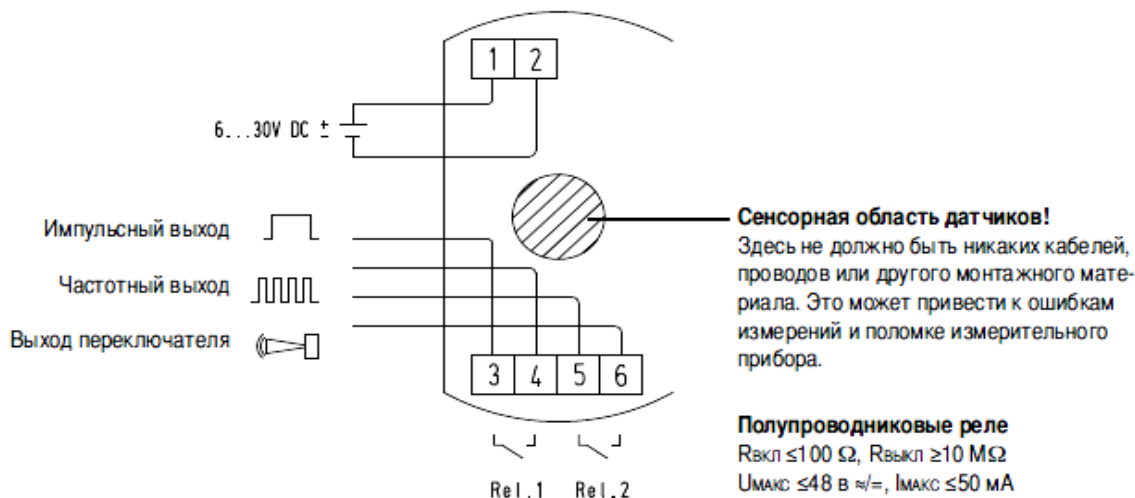 1 2
6...30V DC ±
Импульсный выход
Частотный выход
Выход переключателя
3 4 5 6
Rel.1 Rel.2
Сенсорная область датчиков!
Здесь не должно быть никаких кабелей,
проводов или другого монтажного мате-
риала. Это может привести к ошибкам
измерений и поломке измерительного
прибора.
Полупроводниковые реле
Rвкл ≤100 Ω, Rвыкл ≥10 MΩ
Uмакс ≤48 в ≈/=, Iмакс ≤50 мА